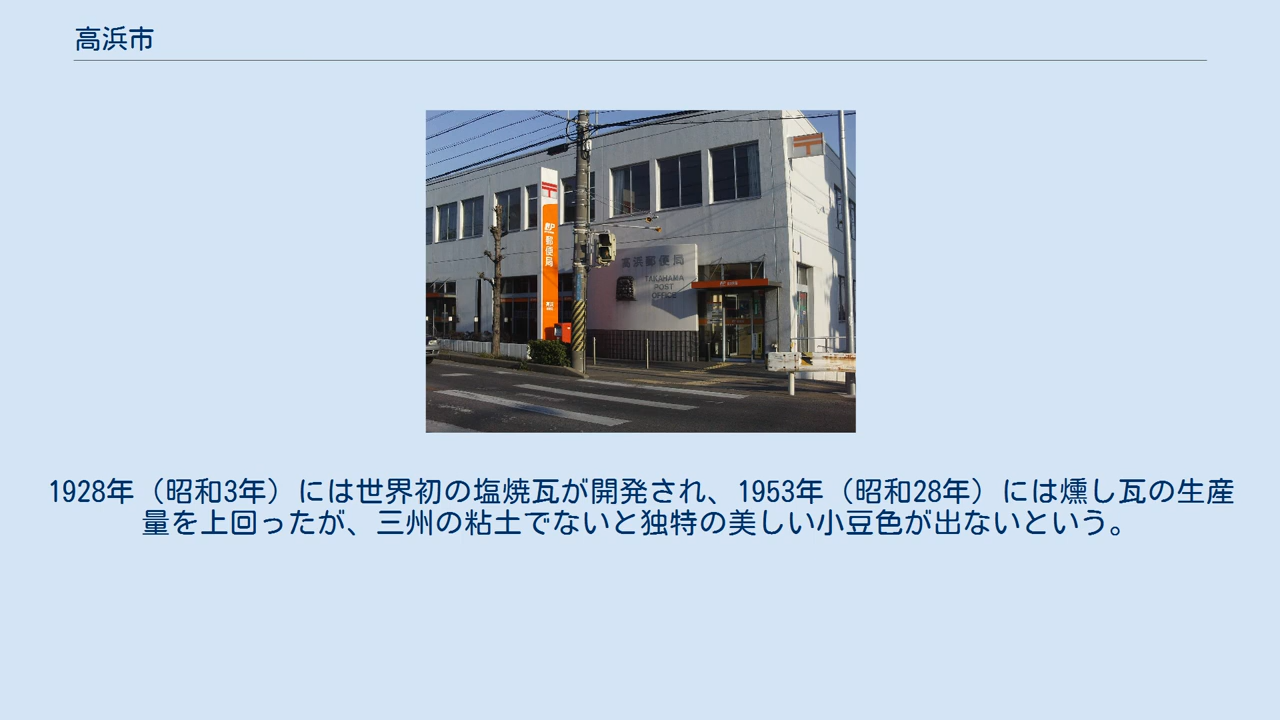 高浜市
〒
JP
郵便局
高浜郵便局
TAKAHAMA
POST
OFFICE
1928年（昭和3年）には世界初の塩焼瓦が開発され、1953年（昭和28年）には燻し瓦の生産
量を上回ったが、三州の粘土でないと独特の美しい小豆色が出ないという。